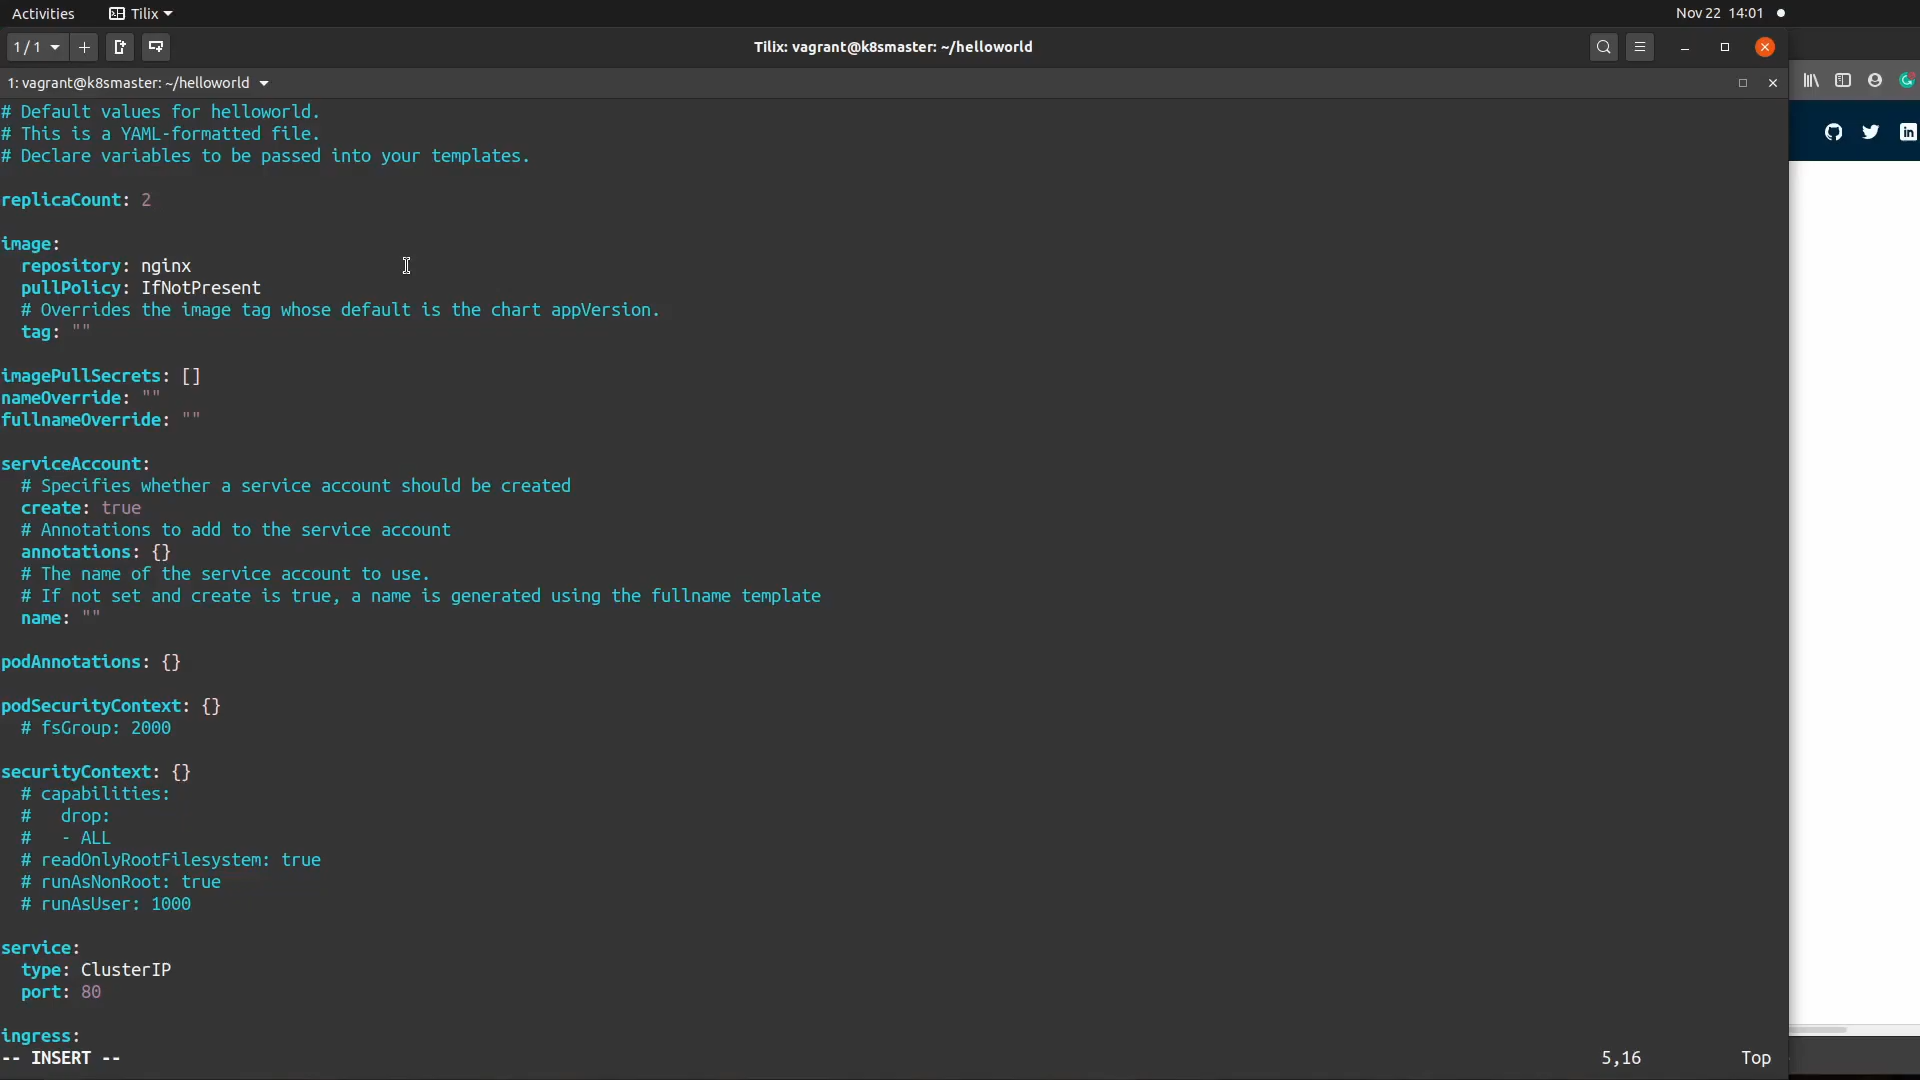 Activities Tilix Nov 22 14:01
1 / 1 Tilix: vagrant@k8smaster: ~/helloworld
1: vagrant@k8smaster: ~/helloworld
# Default values for helloworld.
# This is a YAML-formatted file.
# Declare variables to be passed into your templates.
replicaCount: 2
image:
  repository: nginx
  pullPolicy: IfNotPresent
  # Overrides the image tag whose default is the chart appVersion.
  tag: ""
imagePullSecrets: []
nameOverride: ""
fullnameOverride: ""
serviceAccount:
  # Specifies whether a service account should be created
  create: true
  # Annotations to add to the service account
  annotations: {}
  # The name of the service account to use.
  # If not set and create is true, a name is generated using the fullname template
  name: ""
podAnnotations: {}
podSecurityContext: {}
  # fsGroup: 2000
securityContext: {}
  # capabilities:
  #   drop:
  #   - ALL
  # readOnlyRootFilesystem: true
  # runAsNonRoot: true
  # runAsUser: 1000
service:
  type: ClusterIP
  port: 80
ingress:
-- INSERT -- 5,16 Top